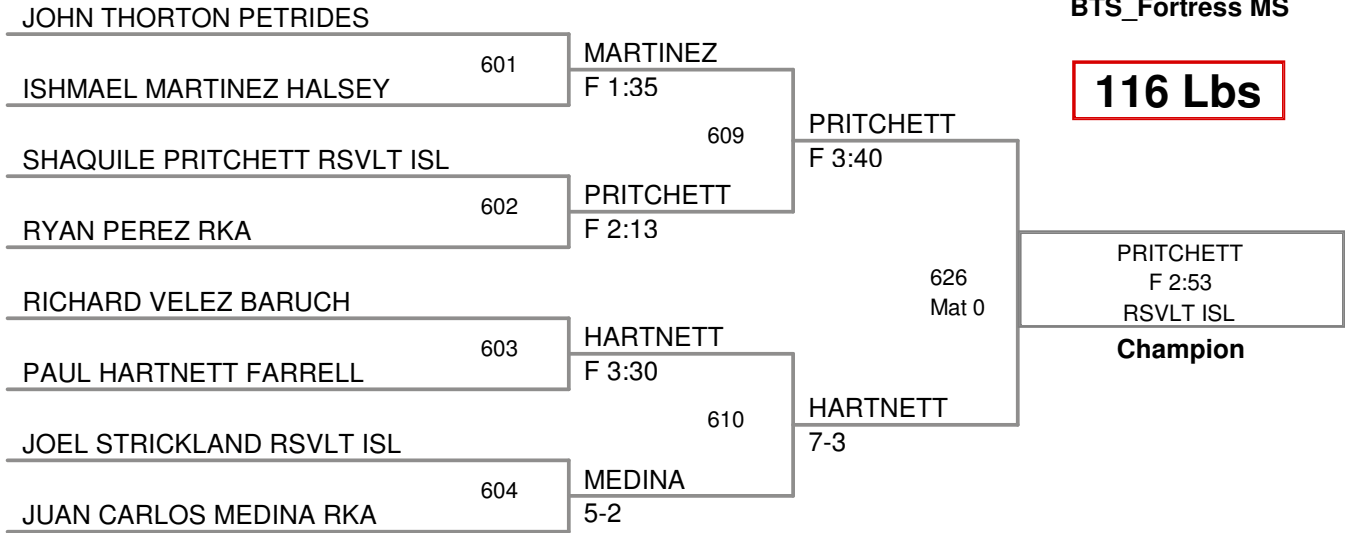 BTS_Fortress MS
116 Lbs
JOHN THORTON PETRIDES
601
ISHMAEL MARTINEZ HALSEY
MARTINEZ
F 1:35
SHAQUILE PRITCHETT RSVLT ISL
602
RYAN PEREZ RKA
PRITCHETT
F 2:13
609
PRITCHETT
F 3:40
RICHARD VELEZ BARUCH
603
PAUL HARTNETT FARRELL
HARTNETT
F 3:30
JOEL STRICKLAND RSVLT ISL
604
JUAN CARLOS MEDINA RKA
MEDINA
5-2
610
HARTNETT
7-3
626
Mat 0
PRITCHETT
F 2:53
RSVLT ISL
Champion